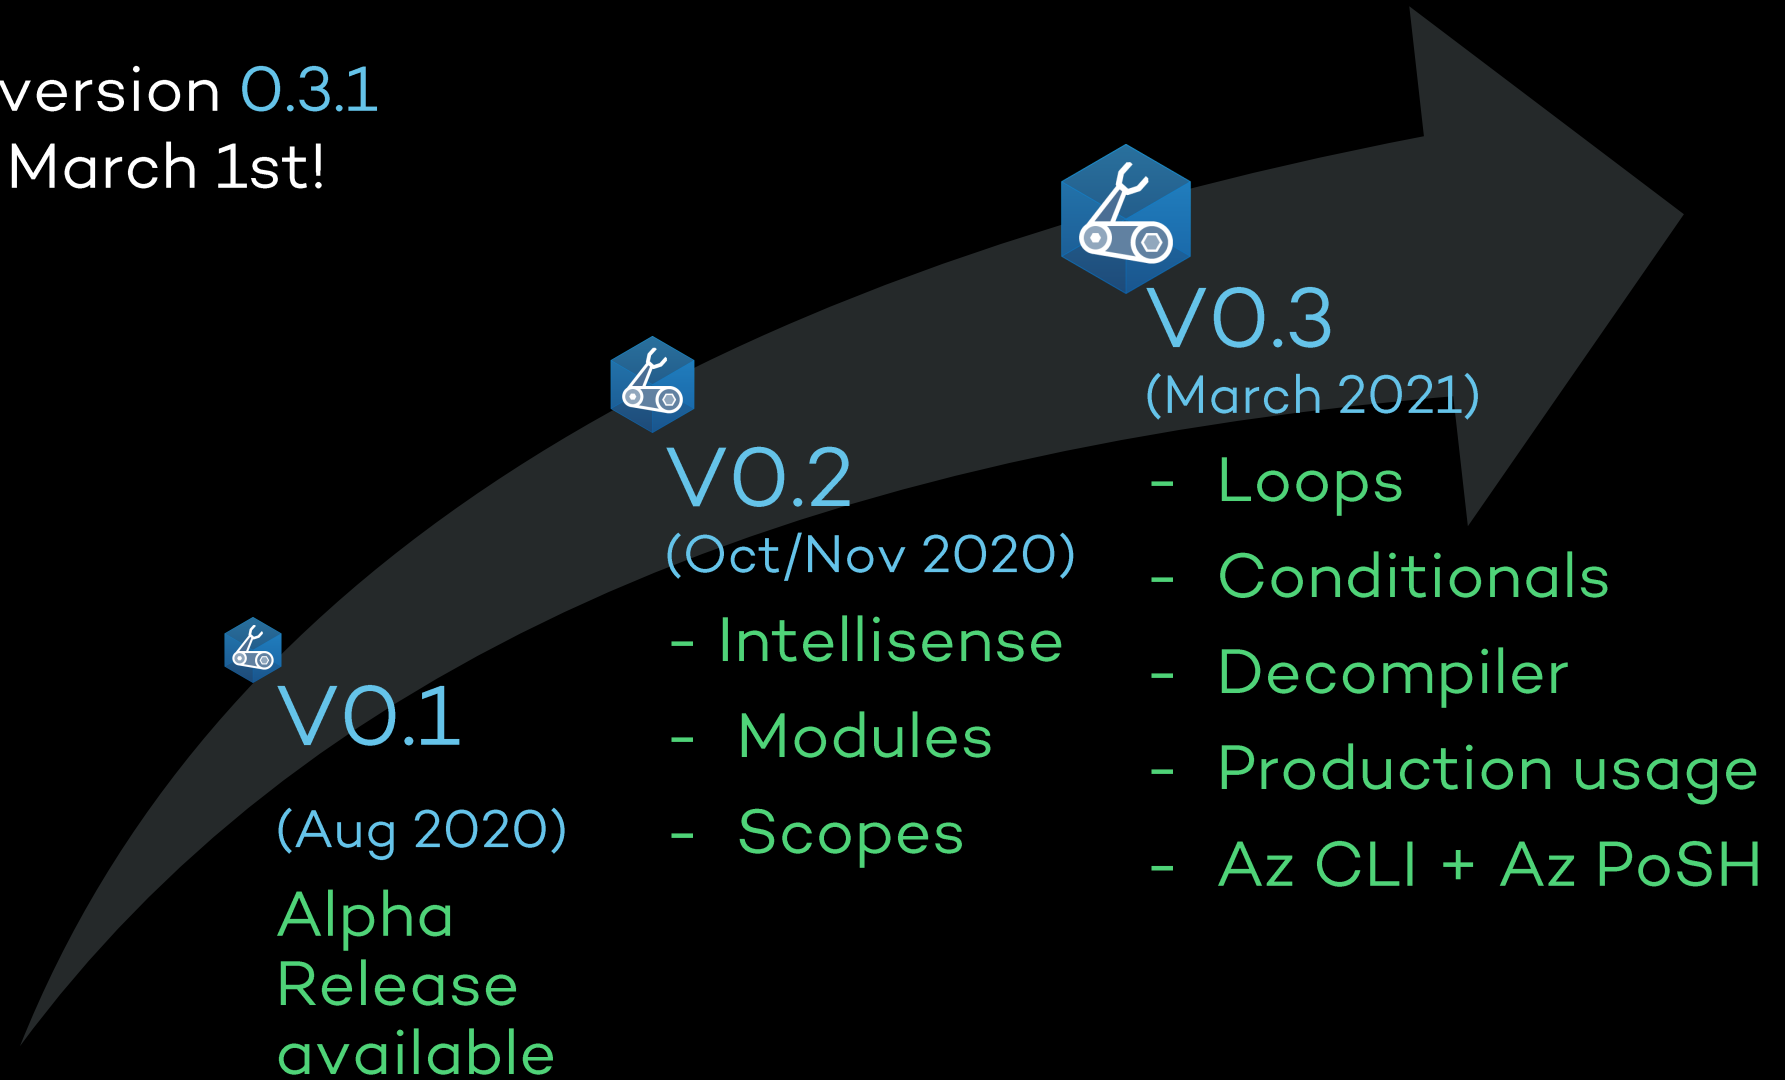 version 0.3.1
March 1st!
V0.1
(Aug 2020)
Alpha
Release
available
V0.2
(Oct/Nov 2020)
- Intellisense
- Modules
- Scopes
V0.3
(March 2021)
- Loops
- Conditionals
- Decompiler
- Production usage
- Az CLI + Az PoSH